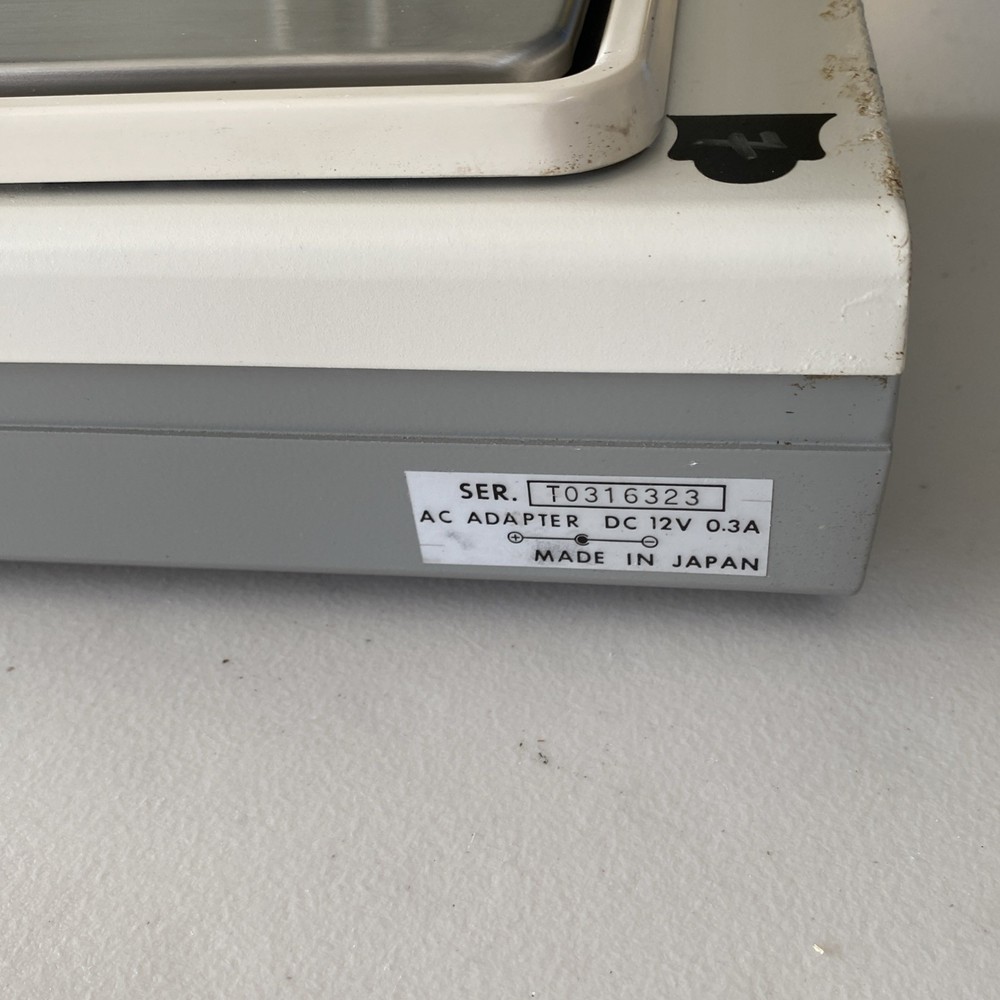 SER. T0316323
AC ADAPTER DC 12V 0.3A
MADE IN JAPAN